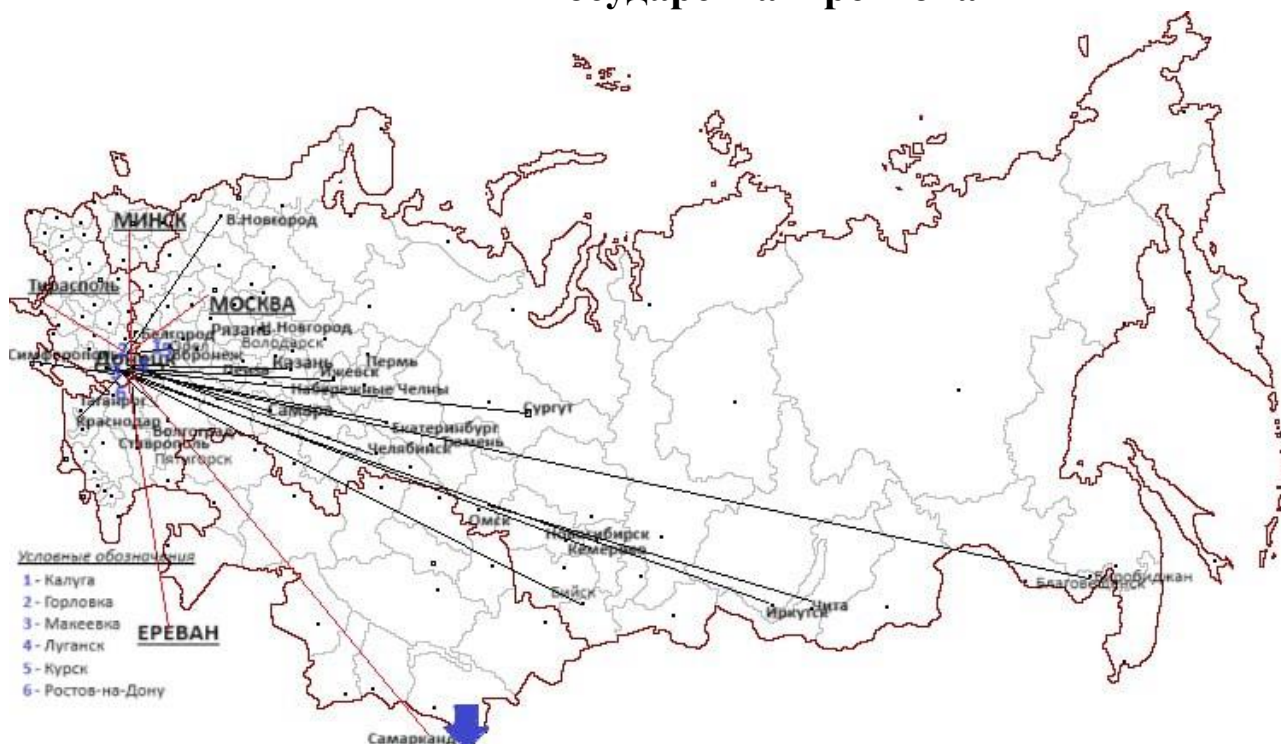 МИНСК
В.Новгород
Тирасполь
МОСКВА
Рязань
Н.Новгород
Белгород
Володарск
Орел
Воронеж
Симферополь
Донецк
Казань
Пермь
Пенза
Ижевск
Набережные Челны
Таганрог
Самара
Сургут
Краснодар
Волгоград
Екатеринбург
Тюмень
Ставрополь
Челябинск
Пятигорск
Омск
Новосибирск
Кемерово
Условные обозначения
Биробиджан
Благовещенск
1 - Калуга
Бийск
2 - Горловка
Чита
Иркутск
3 - Макеевка
ЕРЕВАН
4 - Луганск
5 - Курск
6 - Ростов-на-Дону
Самарканд